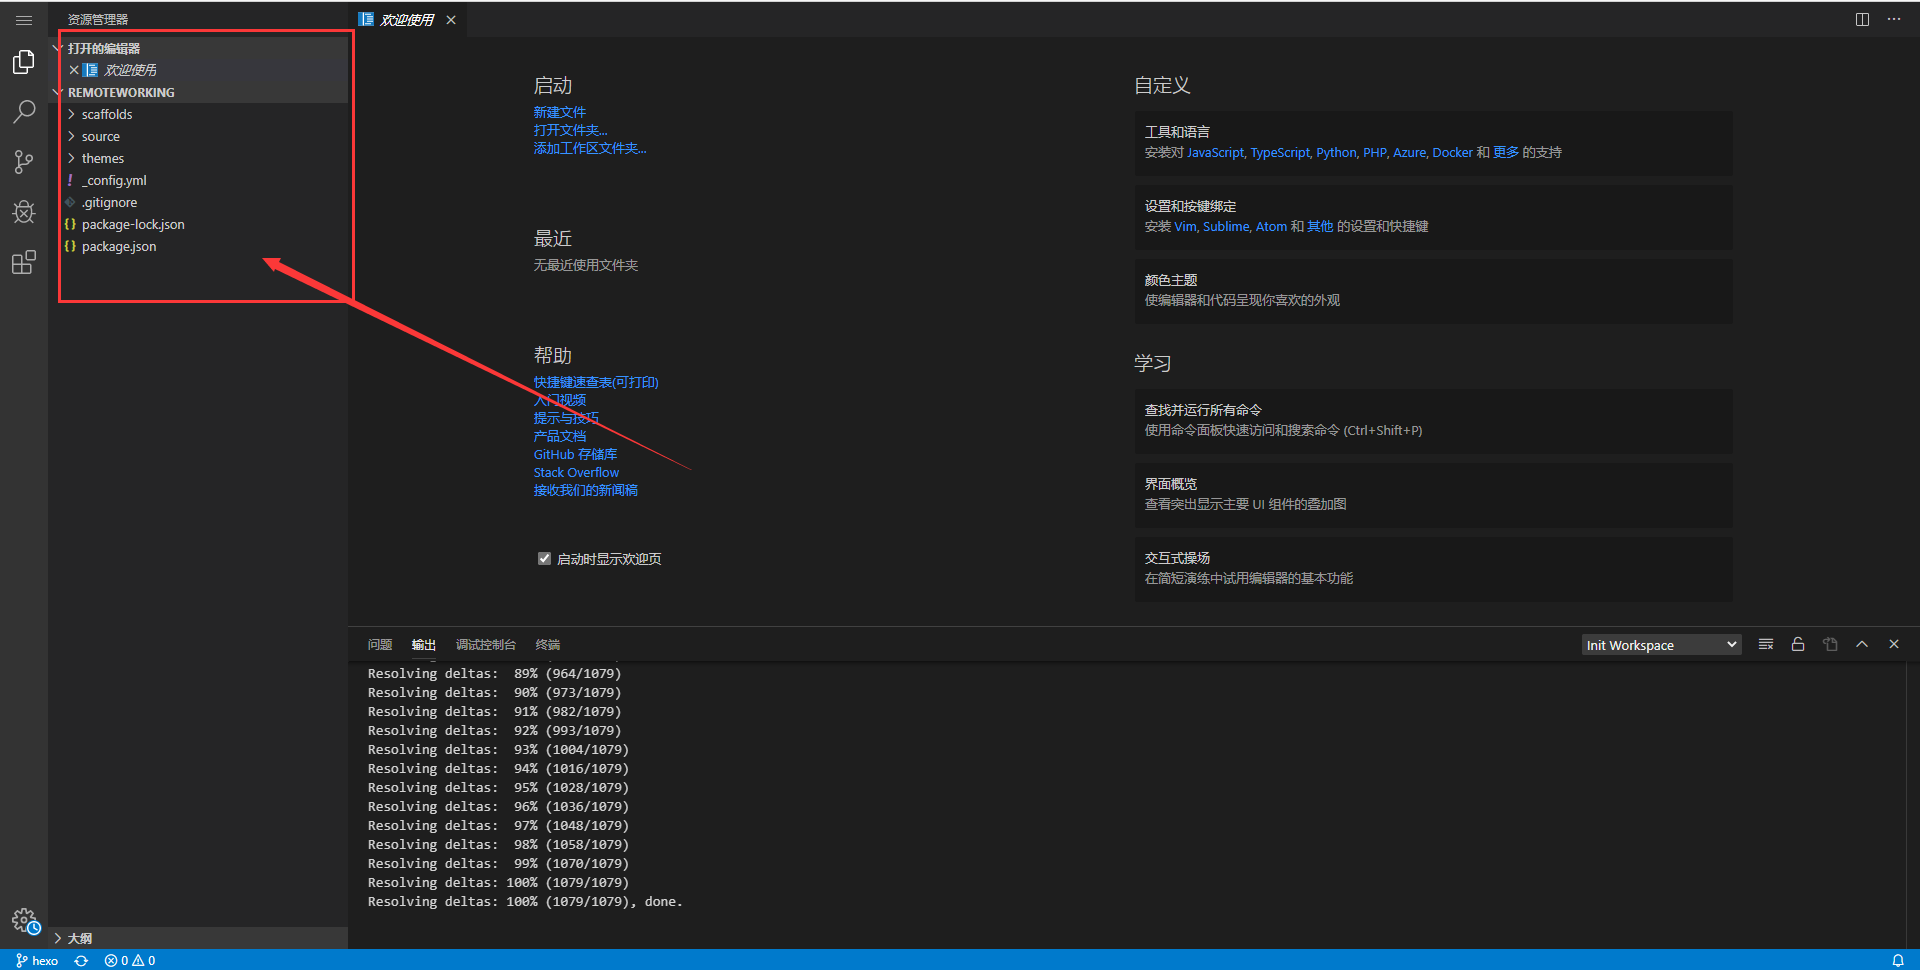 资源管理器
欢迎使用
打开的编辑器
欢迎使用
REMOTEWORKING
scaffolds
source
themes
_config.yml
.gitignore
package-lock.json
package.json
大纲
启动
新建文件
打开文件夹...
添加工作区文件夹...
最近
无最近使用文件夹
帮助
快捷键速查表(可打印)
入门视频
提示与技巧
产品文档
GitHub 存储库
Stack Overflow
接收我们的新闻稿
启动时显示欢迎页
自定义
工具和语言
安装对 JavaScript, TypeScript, Python, PHP, Azure, Docker 和 更多 的支持
设置和按键绑定
安装 Vim, Sublime, Atom 和 其他 的设置和快捷键
颜色主题
使编辑器和代码呈现你喜欢的外观
学习
查找并运行所有命令
使用命令面板快速访问和搜索命令 (Ctrl+Shift+P)
界面概览
查看突出显示主要 UI 组件的叠加图
交互式操场
在简短演练中试用编辑器的基本功能
问题 输出 调试控制台 终端 Init Workspace
Resolving deltas:  89% (964/1079)
Resolving deltas:  90% (973/1079)
Resolving deltas:  91% (982/1079)
Resolving deltas:  92% (993/1079)
Resolving deltas:  93% (1004/1079)
Resolving deltas:  94% (1016/1079)
Resolving deltas:  95% (1028/1079)
Resolving deltas:  96% (1036/1079)
Resolving deltas:  97% (1048/1079)
Resolving deltas:  98% (1058/1079)
Resolving deltas:  99% (1070/1079)
Resolving deltas: 100% (1079/1079)
Resolving deltas: 100% (1079/1079), done.
hexo 0 0